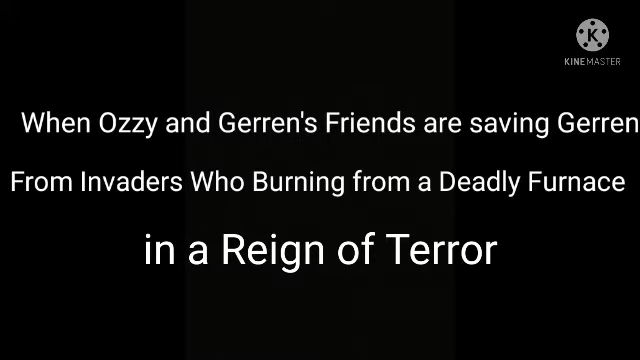 K
KINEMASTER
When Ozzy and Gerren's Friends are saving Gerren
From Invaders Who Burning from a Deadly Furnace
in a Reign of Terror